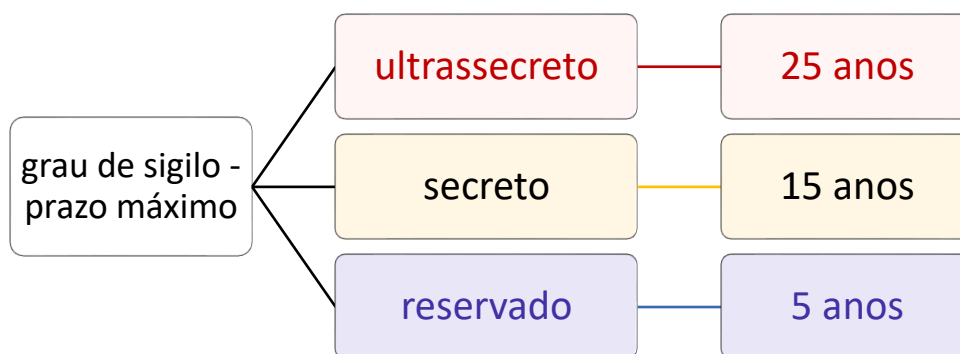 grau de sigilo -
prazo máximo
ultrassecreto
25 anos
secreto
15 anos
reservado
5 anos